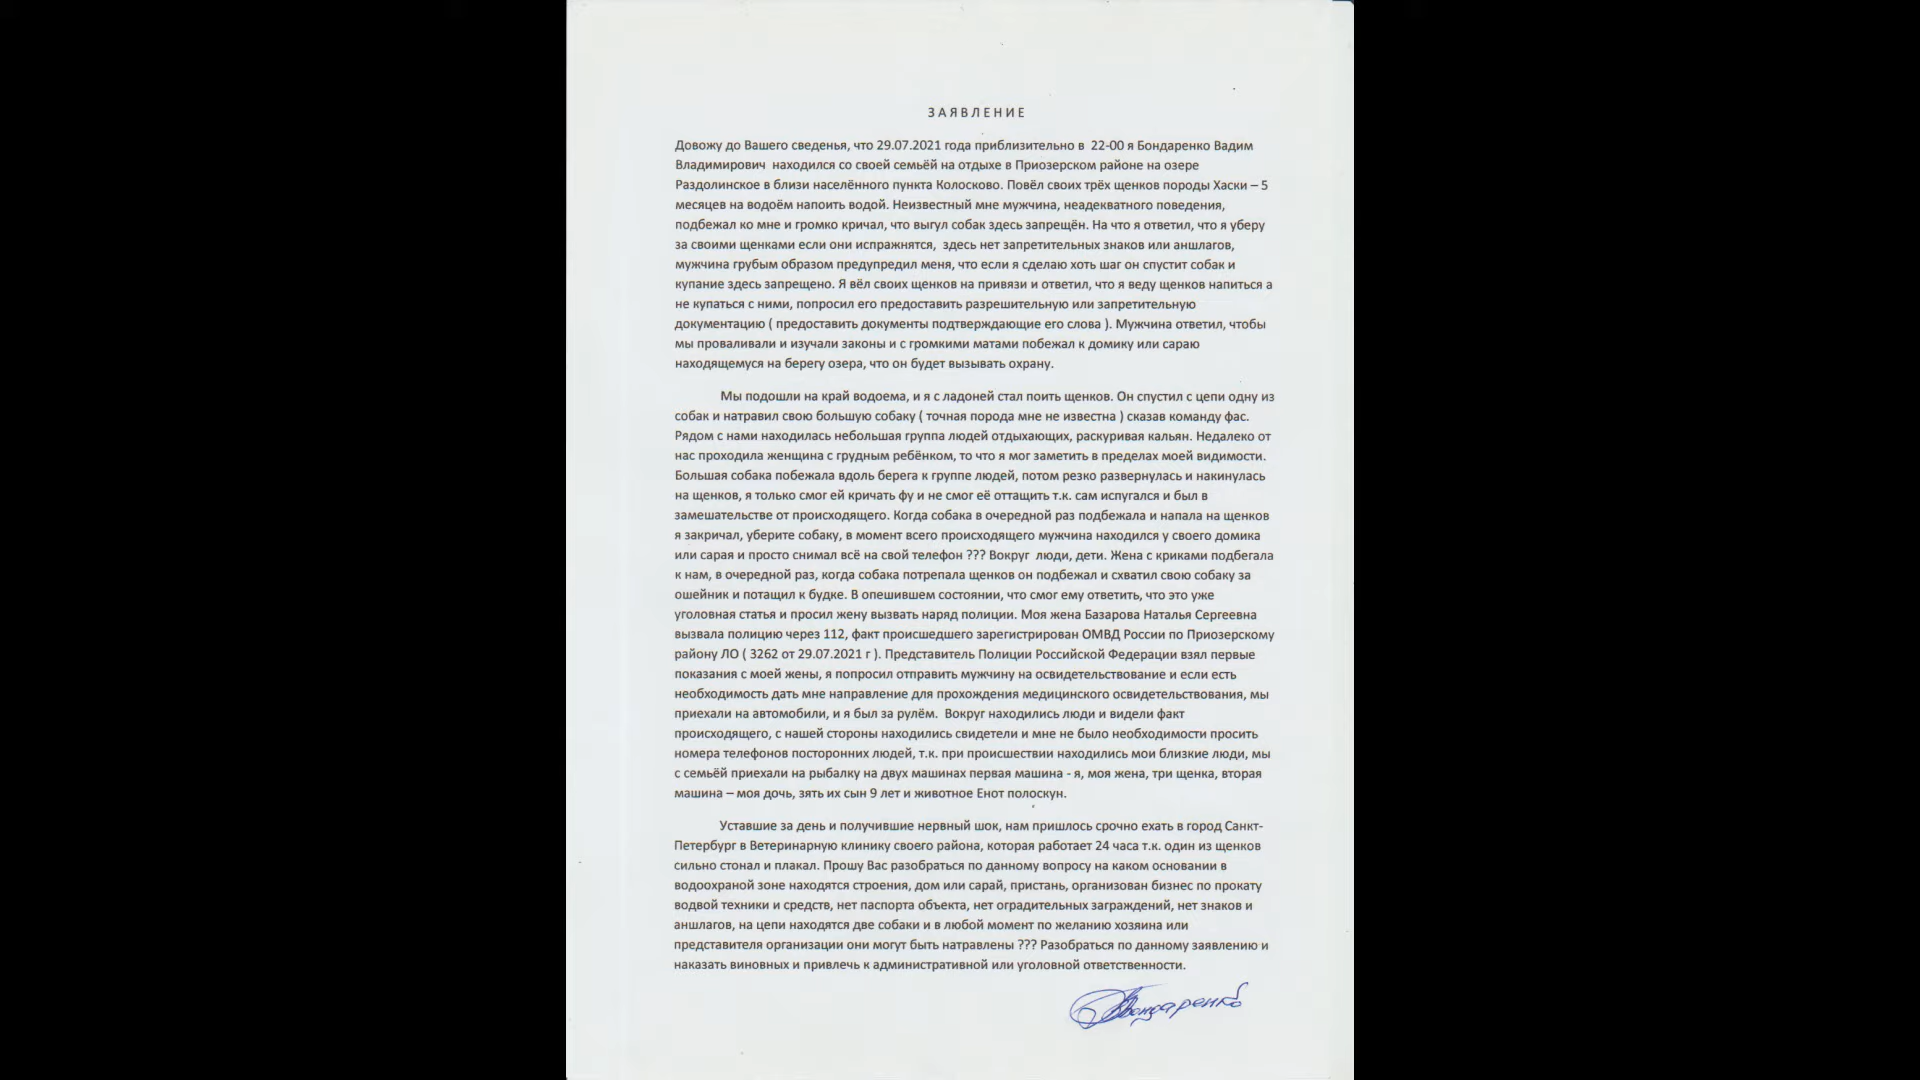 ЗАЯВЛЕНИЕ
Довожу до Вашего сведенья, что 29.07.2021 года приблизительно в 22-00 я Бондаренко Вадим
Владимирович находился со своей семьёй на отдыхе в Приозерском районе на озере
Раздолинское в близи населённого пункта Колосково. Повёл своих трёх щенков породы Хаски – 5
месяцев на водоём напоить водой. Неизвестный мне мужчина, неадекватного поведения,
подбежал ко мне и громко кричал, что выгул собак здесь запрещён. На что я ответил, что я уберу
за своими щенками если они испражнятся, здесь нет запретительных знаков или аншлагов,
мужчина грубым образом предупредил меня, что если я сделаю хоть шаг он спустит собак и
купание здесь запрещено. Я вёл своих щенков на привязи и ответил, что я веду щенков напиться а
не купаться с ними, попросил его предоставить разрешительную или запретительную
документацию ( предоставить документы подтверждающие его слова ). Мужчина ответил, чтобы
мы проваливали и изучали законы и с громкими матами побежал к домику или сараю
находящемуся на берегу озера, что он будет вызывать охрану.
Мы подошли на край водоема, и я с ладоней стал поить щенков. Он спустил с цепи одну из
собак и натравил свою большую собаку ( точная порода мне не известна ) сказав команду фас.
Рядом с нами находилась небольшая группа людей отдыхающих, раскуривая кальян. Недалеко от
нас проходила женщина с грудным ребёнком, то что я мог заметить в пределах моей видимости.
Большая собака побежала вдоль берега к группе людей, потом резко развернулась и накинулась
на щенков, я только смог ей кричать фу и не смог её оттащить т.к. сам испугался и был в
замешательстве от происходящего. Когда собака в очередной раз подбежала и напала на щенков
я закричал, уберите собаку, в момент всего происходящего мужчина находился у своего домика
или сарая и просто снимал всё на свой телефон ??? Вокруг люди, дети. Жена с криками подбегала
к нам, в очередной раз, когда собака потрепала щенков он подбежал и схватил свою собаку за
ошейник и потащил к будке. В опешившем состоянии, что смог ему ответить, что это уже
уголовная статья и просил жену вызвать наряд полиции. Моя жена Базарова Наталья Сергеевна
вызвала полицию через 112, факт происшедшего зарегистрирован ОМВД России по Приозерскому
району ЛО ( 3262 от 29.07.2021 г ). Представитель Полиции Российской Федерации взял первые
показания с моей жены, я попросил отправить мужчину на освидетельствование и если есть
необходимость дать мне направление для прохождения медицинского освидетельствования, мы
приехали на автомобили, и я был за рулём. Вокруг находились люди и видели факт
происходящего, с нашей стороны находились свидетели и мне не было необходимости просить
номера телефонов посторонних людей, т.к. при происшествии находились мои близкие люди, мы
с семьёй приехали на рыбалку на двух машинах первая машина - я, моя жена, три щенка, вторая
машина – моя дочь, зять их сын 9 лет и животное Енот полоскун.
Уставшие за день и получившие нервный шок, нам пришлось срочно ехать в город Санкт-
Петербург в Ветеринарную клинику своего района, которая работает 24 часа т.к. один из щенков
сильно стонал и плакал. Прошу Вас разобраться по данному вопросу на каком основании в
водоохраной зоне находятся строения, дом или сарай, пристань, организован бизнес по прокату
водвой техники и средств, нет паспорта объекта, нет оградительных заграждений, нет знаков и
аншлагов, на цепи находятся две собаки и в любой момент по желанию хозяина или
представителя организации они могут быть натравлены ??? Разобраться по данному заявлению и
наказать виновных и привлечь к административной или уголовной ответственности.
Бондаренко